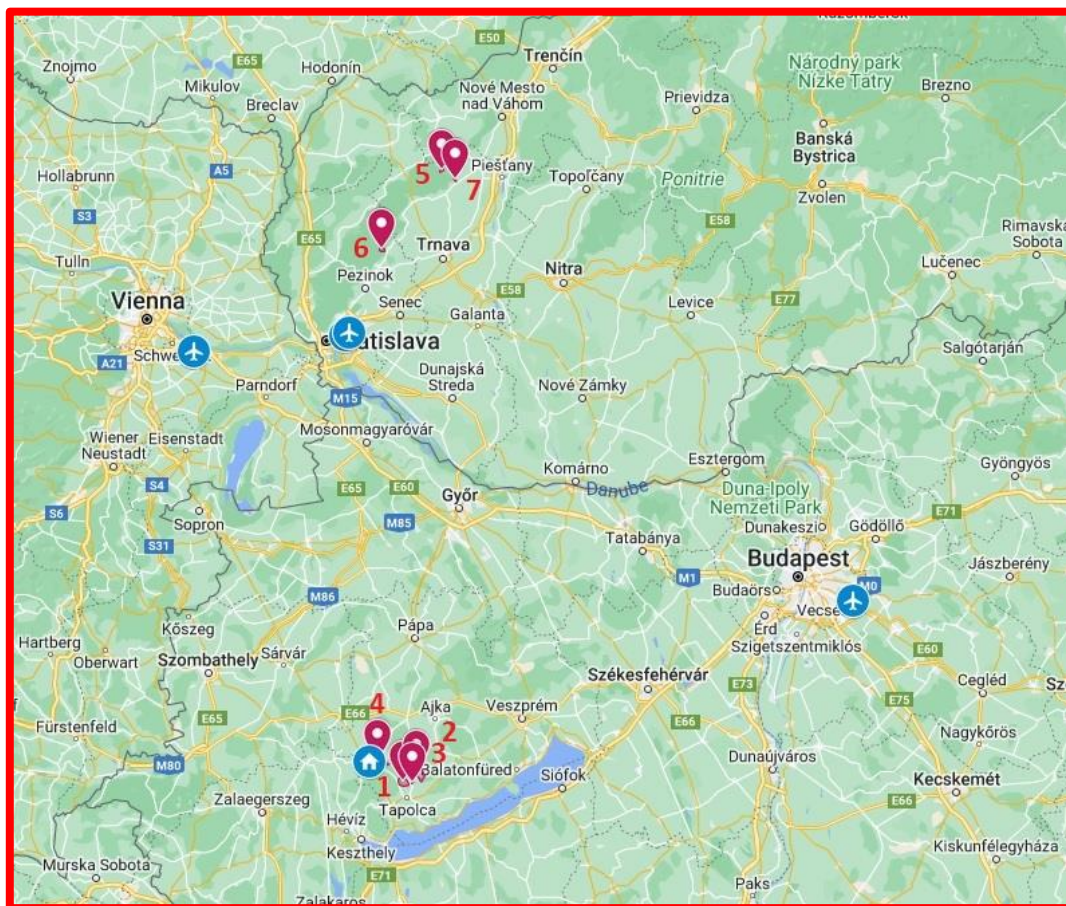 E50
Trenčín
Znojmo
E65
Hodonín
Mikulov
Breclav
Nové Mesto
nad Váhom
Prievidza
Národný park
Nízke Tatry
Brezno
Banská
Bystrica
Hollabrunn
A5
5
7
Piešťany
Topoľčany
Ponitrie
Zvolen
S3
6
E65
Trnava
E58
Rimavská
Sobota
Tulln
Pezinok
Nitra
Lučenec
Vienna
Senec
E58
Galanta
Levice
E77
A21
Dunajská
Streda
Nové Zámky
Salgótarján
Parndorf
M15
Wiener
Neustadt
Eisenstadt
Mosonmagyaróvár
S4
E65
E60
Győr
Komárno
Danube
Esztergom
Gyöngyös
Duna-Ipoly
Nemzeti Park
S6
Sopron
M85
Dunakeszi
Gödöllő
E71
S31
Tatabánya
Budapest
Jászberény
M86
M1
Budaörs
M0
Kőszeg
Pápa
Érd
Szigetszentmiklós
Hartberg
Oberwart
Szombathely
Sárvár
E60
Székesfehérvár
E73
E75
Cegléd
Fürstenfeld
E65
E66
4
Ajka
Veszprém
E66
Nagykőrös
2
3
M80
Balatonfüred
Siófok
Dunaújváros
Kecskemét
1
Zalaegerszeg
Tapolca
E66
Hévíz
Keszthely
Kiskunfélegyháza
Murska Sobota
E71
Paks
Zalakaros